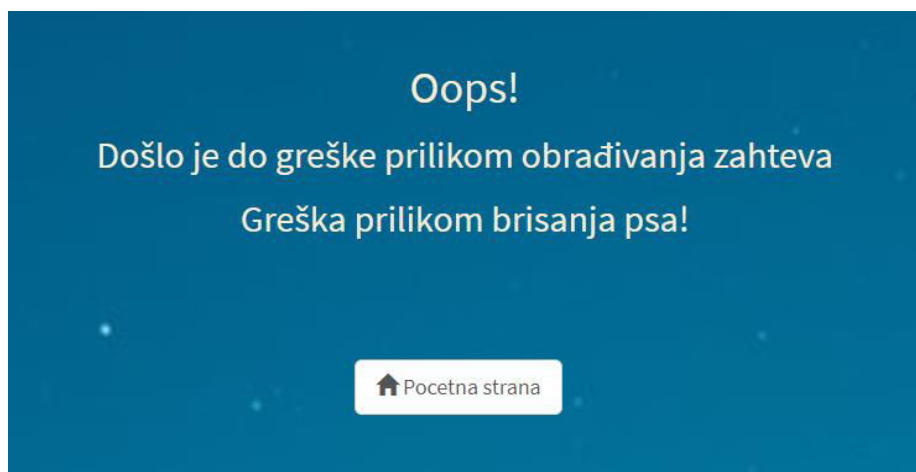 Oops!
Došlo je do greške prilikom obrađivanja zahteva
Greška prilikom brisanja psa!
Pocetna strana